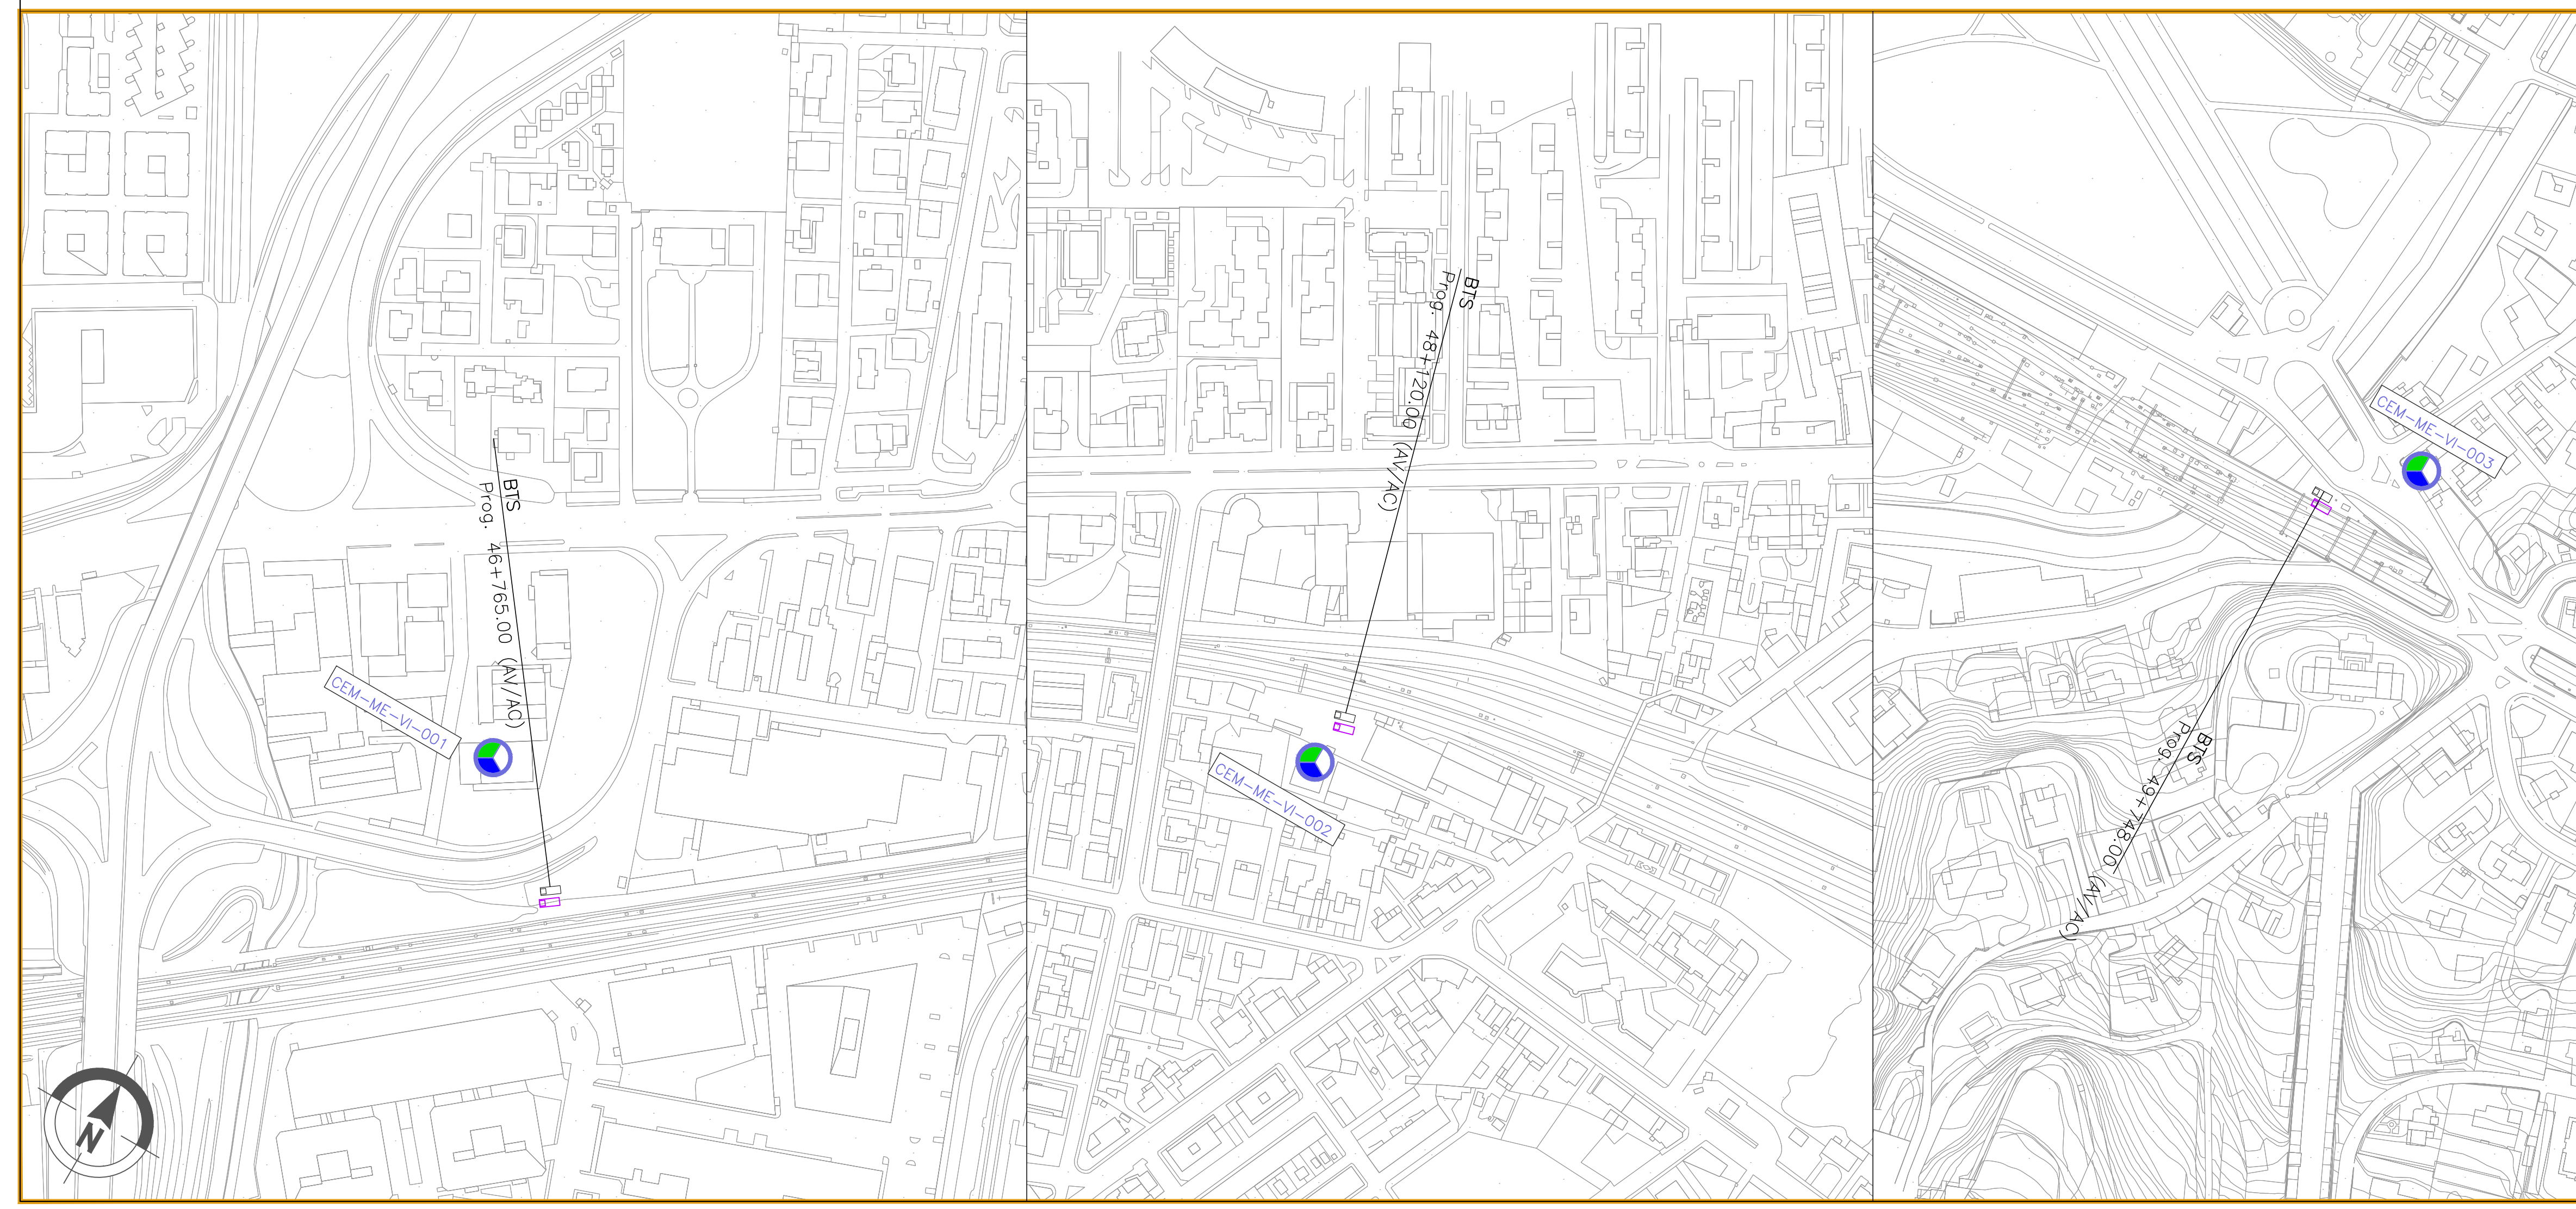 BTS
Prog. 46+765.00 (AV/AC)
CEM-ME-VI-001
N
BTS
Prog. 48+120.00 (AV/AC)
CEM-ME-VI-002
CEM-ME-VI-003
BTS
Prog. 49+748.00 (AV/AC)